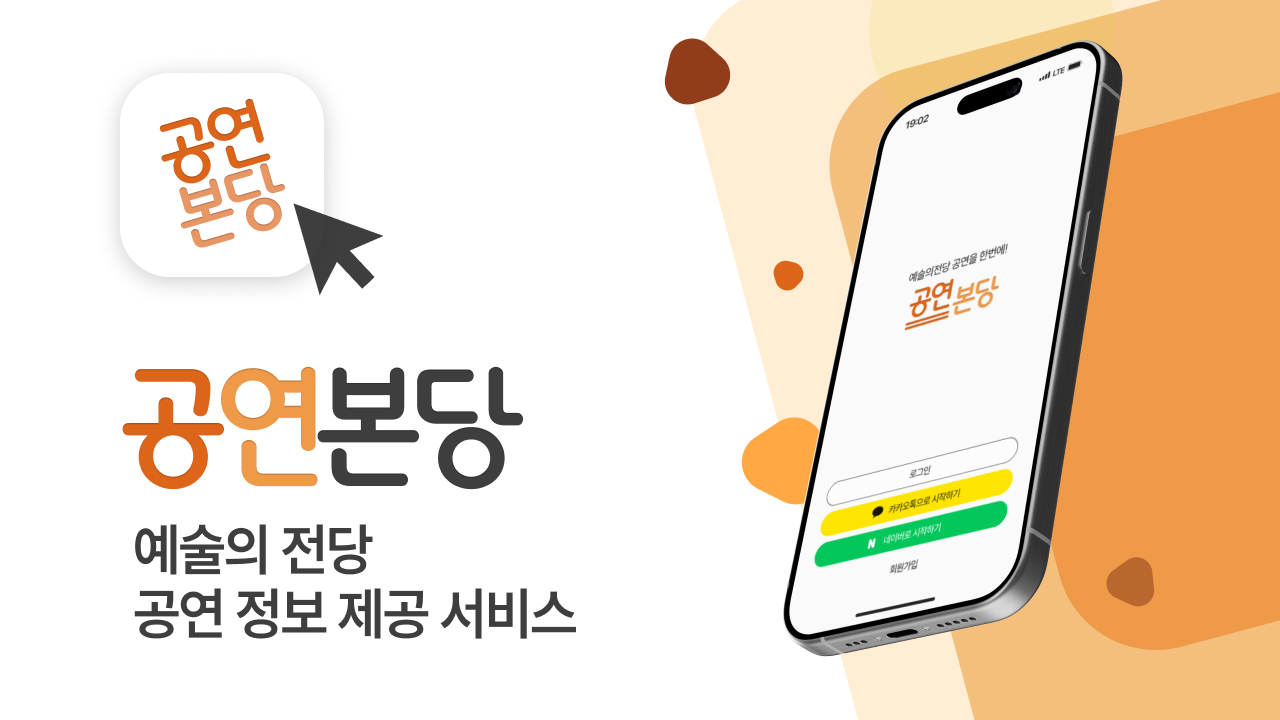 공연
본당
공연본당
예술의 전당
공연 정보 제공 서비스
19:02
LTE
예술의전당 공연을 한번에!
공연본당
로그인
카카오톡으로 시작하기
N 네이버로 시작하기
회원가입